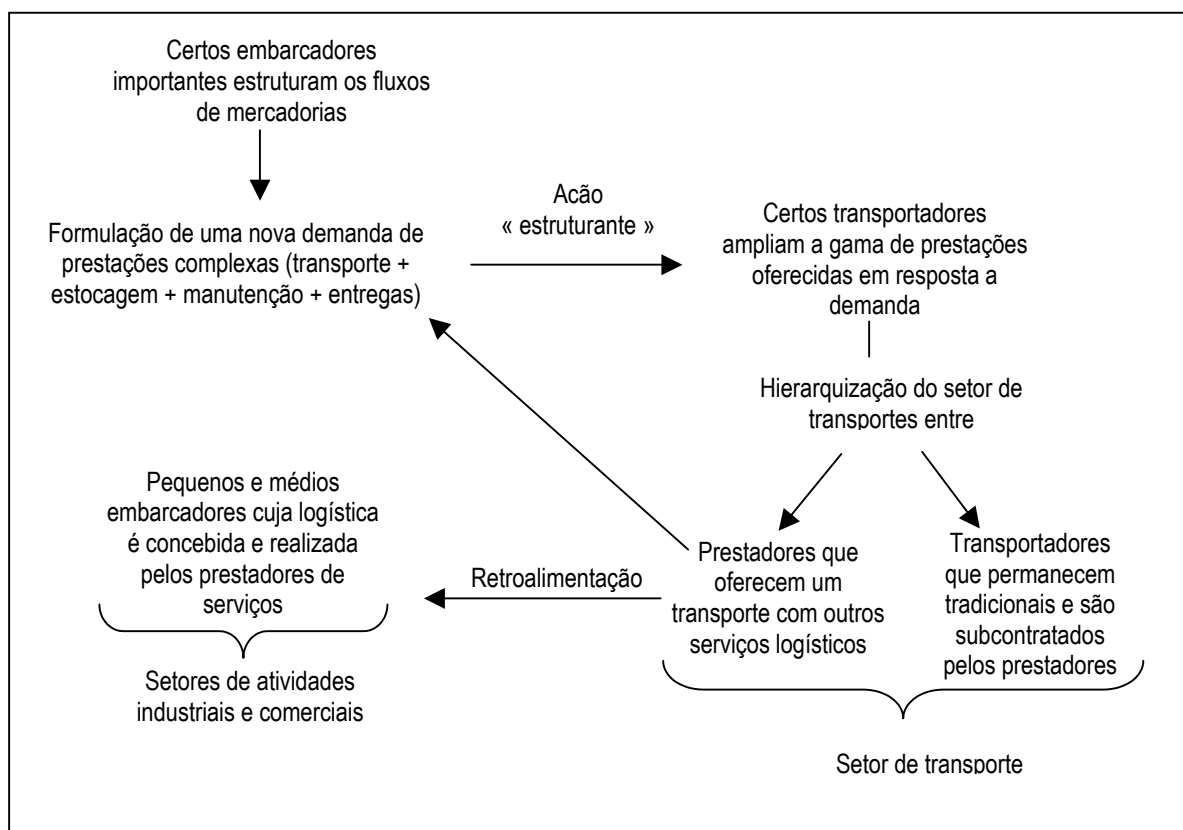 Certos embarcadores
importantes estruturam os fluxos
de mercadorias
Formulação de uma nova demanda de
prestações complexas (transporte +
estocagem + manutenção + entregas)
Acão
« estruturante »
Certos transportadores
ampliam a gama de prestações
oferecidas em resposta a
demanda
Hierarquização do setor de
transportes entre
Pequenos e médios
embarcadores cuja logística
é concebida e realizada
pelos prestadores de
serviços
Retroalimentação
Prestadores que
oferecem um
transporte com outros
serviços logísticos
Transportadores
que permanecem
tradicionais e são
subcontratados
pelos prestadores
Setores de atividades
industriais e comerciais
Setor de transporte